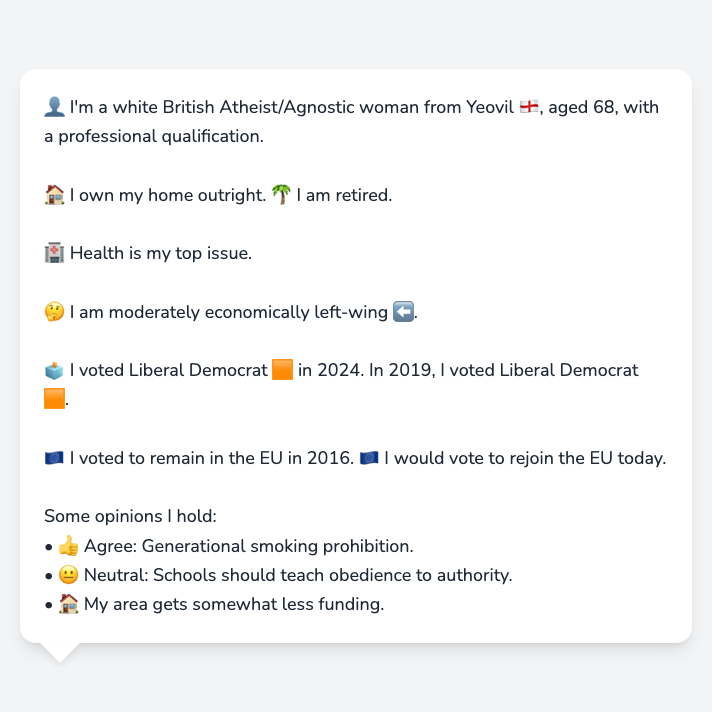 👤 I'm a white British Atheist/Agnostic woman from Yeovil 🏴󠁧󠁢󠁥󠁮󠁧󠁿, aged 68, with
a professional qualification.
🏠 I own my home outright. 🌴 I am retired.
🏥 Health is my top issue.
🤔 I am moderately economically left-wing ⬅️.
🗳️ I voted Liberal Democrat 🟧 in 2024. In 2019, I voted Liberal Democrat
🟧.
🇪🇺 I voted to remain in the EU in 2016. 🇪🇺 I would vote to rejoin the EU today.
Some opinions I hold:
• 👍 Agree: Generational smoking prohibition.
• 😐 Neutral: Schools should teach obedience to authority.
• 🏠 My area gets somewhat less funding.